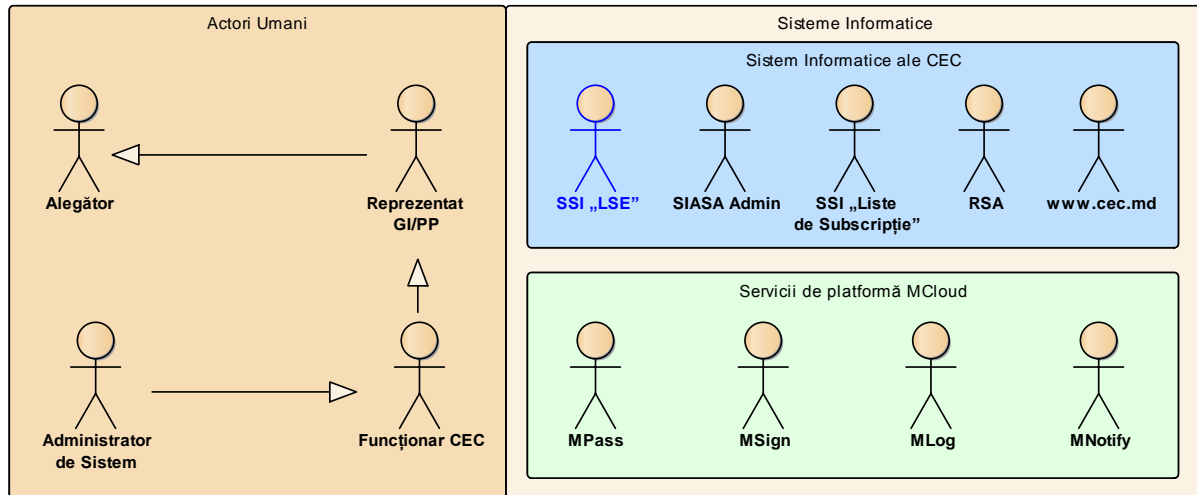 Actori Umani
Alegător
Reprezentat
GI/PP
Administrator
de Sistem
Funcționar CEC
Sisteme Informatice
Sistem Informatice ale CEC
SSI „LSE”
SIASA Admin
SSI „Liste
de Subscripție”
RSA
www.cec.md
Servicii de platformă MCloud
MPass
MSign
MLog
MNotify